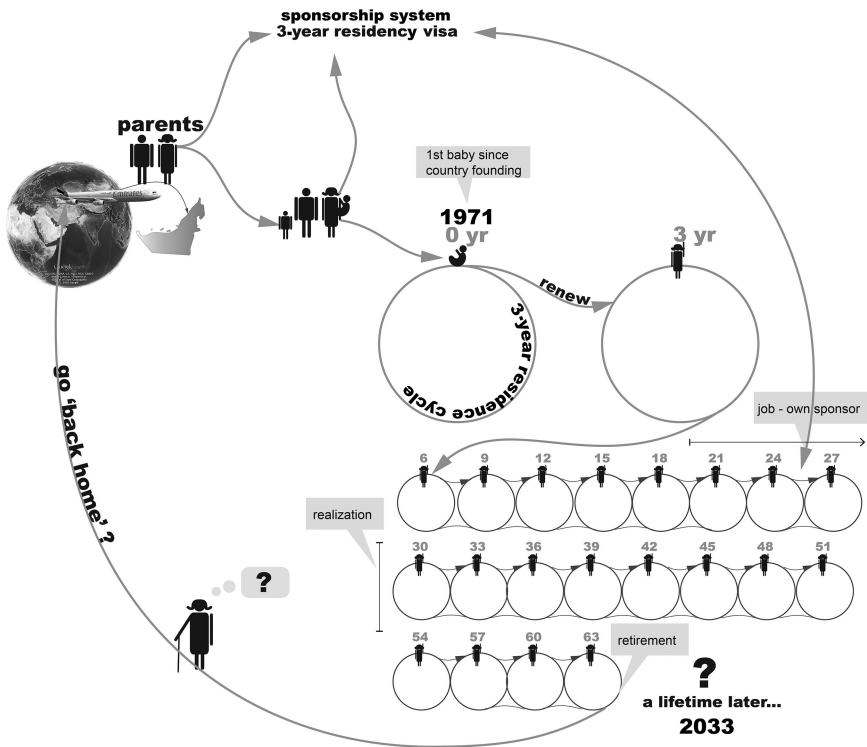 sponsorship system
3-year residency visa
parents
Emirates
Google
1st baby since
country founding
1971
0 yr
3 yr
renew
3-year residence cycle
job - own sponsor
6 9 12 15 18 21 24 27
realization
30 33 36 39 42 45 48 51
54 57 60 63
retirement
go 'back home' ?
?
?
a lifetime later...
2033